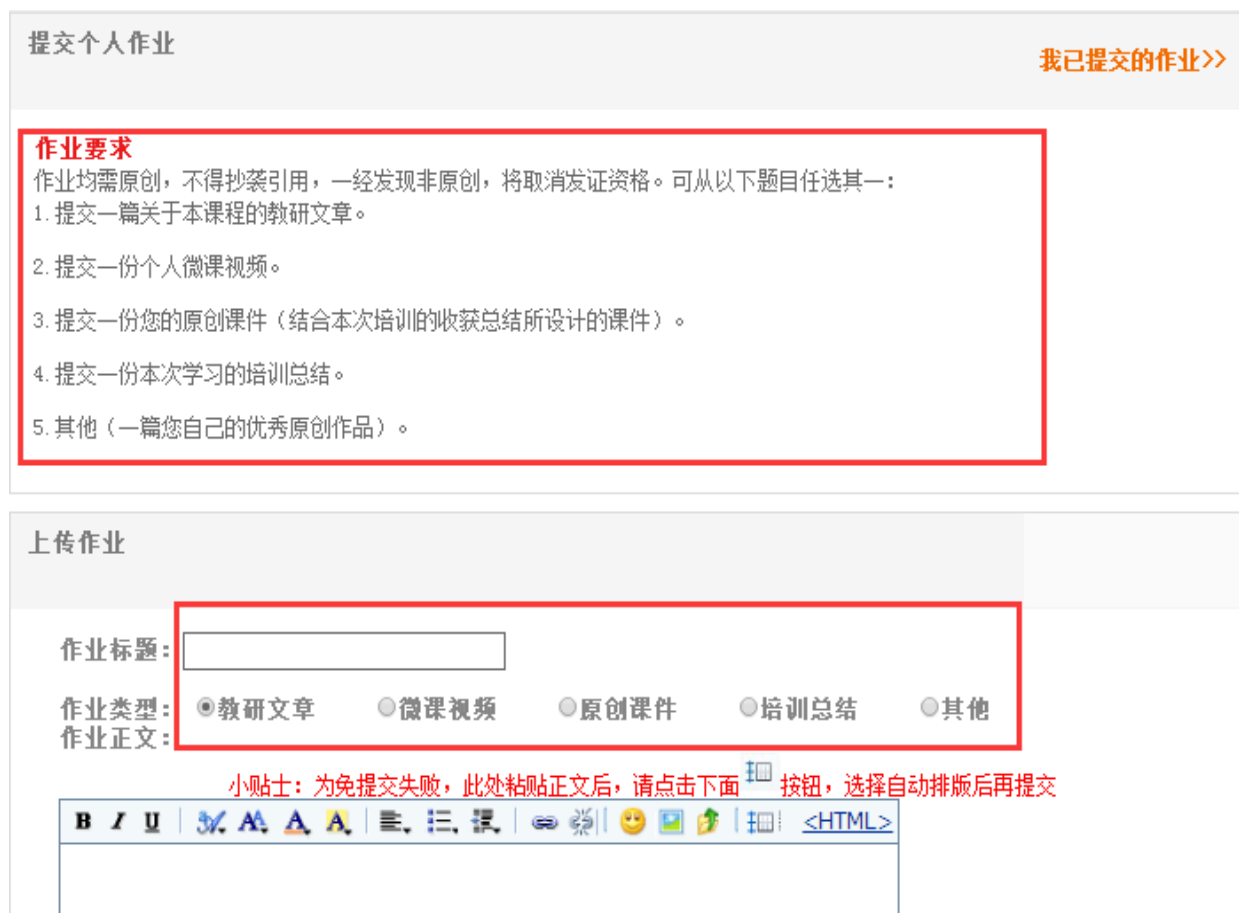 提交个人作业
我已提交的作业>>
作业要求
作业均需原创，不得抄袭引用，一经发现非原创，将取消发证资格。可从以下题目任选其一：
1.提交一篇关于本课程的教研文章。
2.提交一份个人微课视频。
3.提交一份您的原创课件（结合本次培训的收获总结所设计的课件）。
4.提交一份本次学习的培训总结。
5.其他（一篇您自己的优秀原创作品）。
上传作业
作业标题：
作业类型： 教研文章 微课视频 原创课件 培训总结 其他
作业正文：
小贴士：为免提交失败，此处粘贴正文后，请点击下面 按钮，选择自动排版后再提交
B I U <HTML>